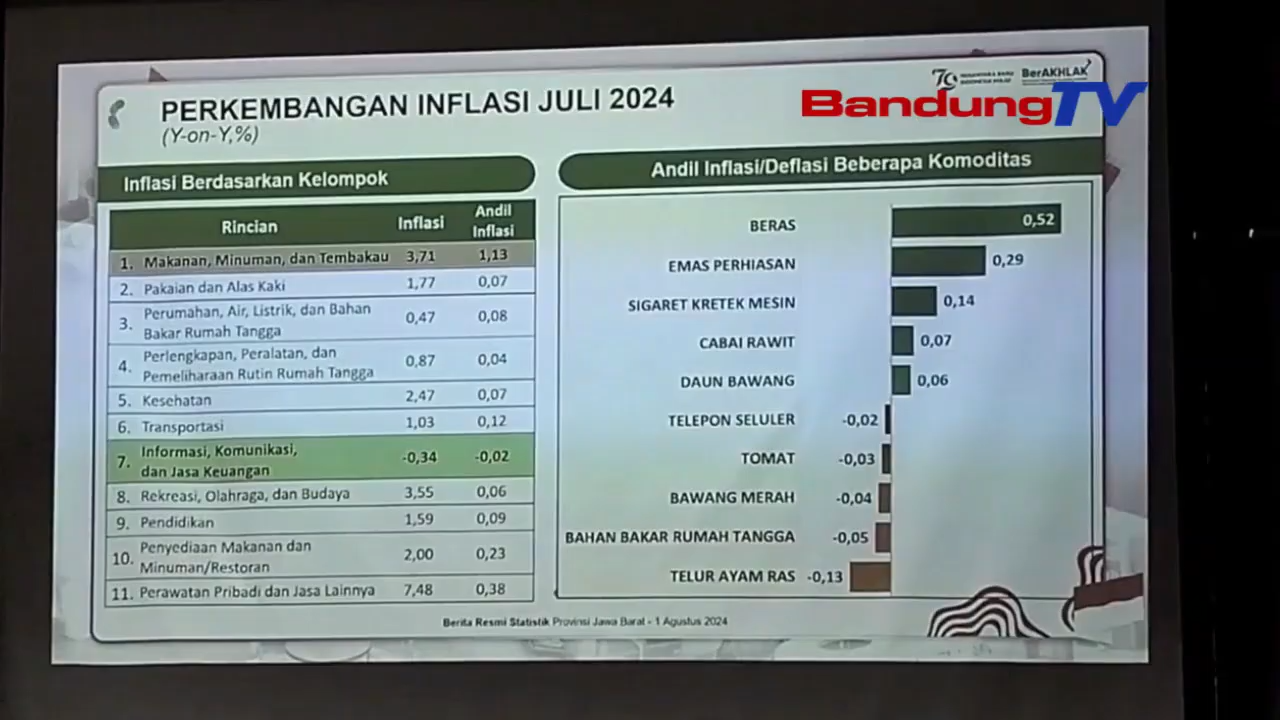 79 NUSANTARA BARU
INDONESIA MAJU
BerAKHLAK
BandungTV
PERKEMBANGAN INFLASI JULI 2024
(Y-on-Y,%)
Inflasi Berdasarkan Kelompok
Rincian Inflasi Andil Inflasi
1. Makanan, Minuman, dan Tembakau 3,71 1,13
2. Pakaian dan Alas Kaki 1,77 0,07
3. Perumahan, Air, Listrik, dan Bahan
Bakar Rumah Tangga 0,47 0,08
4. Perlengkapan, Peralatan, dan
Pemeliharaan Rutin Rumah Tangga 0,87 0,04
5. Kesehatan 2,47 0,07
6. Transportasi 1,03 0,12
7. Informasi, Komunikasi,
dan Jasa Keuangan -0,34 -0,02
8. Rekreasi, Olahraga, dan Budaya 3,55 0,06
9. Pendidikan 1,59 0,09
10. Penyediaan Makanan dan
Minuman/Restoran 2,00 0,23
11. Perawatan Pribadi dan Jasa Lainnya 7,48 0,38
Andil Inflasi/Deflasi Beberapa Komoditas
BERAS 0,52
EMAS PERHIASAN 0,29
SIGARET KRETEK MESIN 0,14
CABAI RAWIT 0,07
DAUN BAWANG 0,06
TELEPON SELULER -0,02
TOMAT -0,03
BAWANG MERAH -0,04
BAHAN BAKAR RUMAH TANGGA -0,05
TELUR AYAM RAS -0,13
Berita Resmi Statistik Provinsi Jawa Barat - 1 Agustus 2024